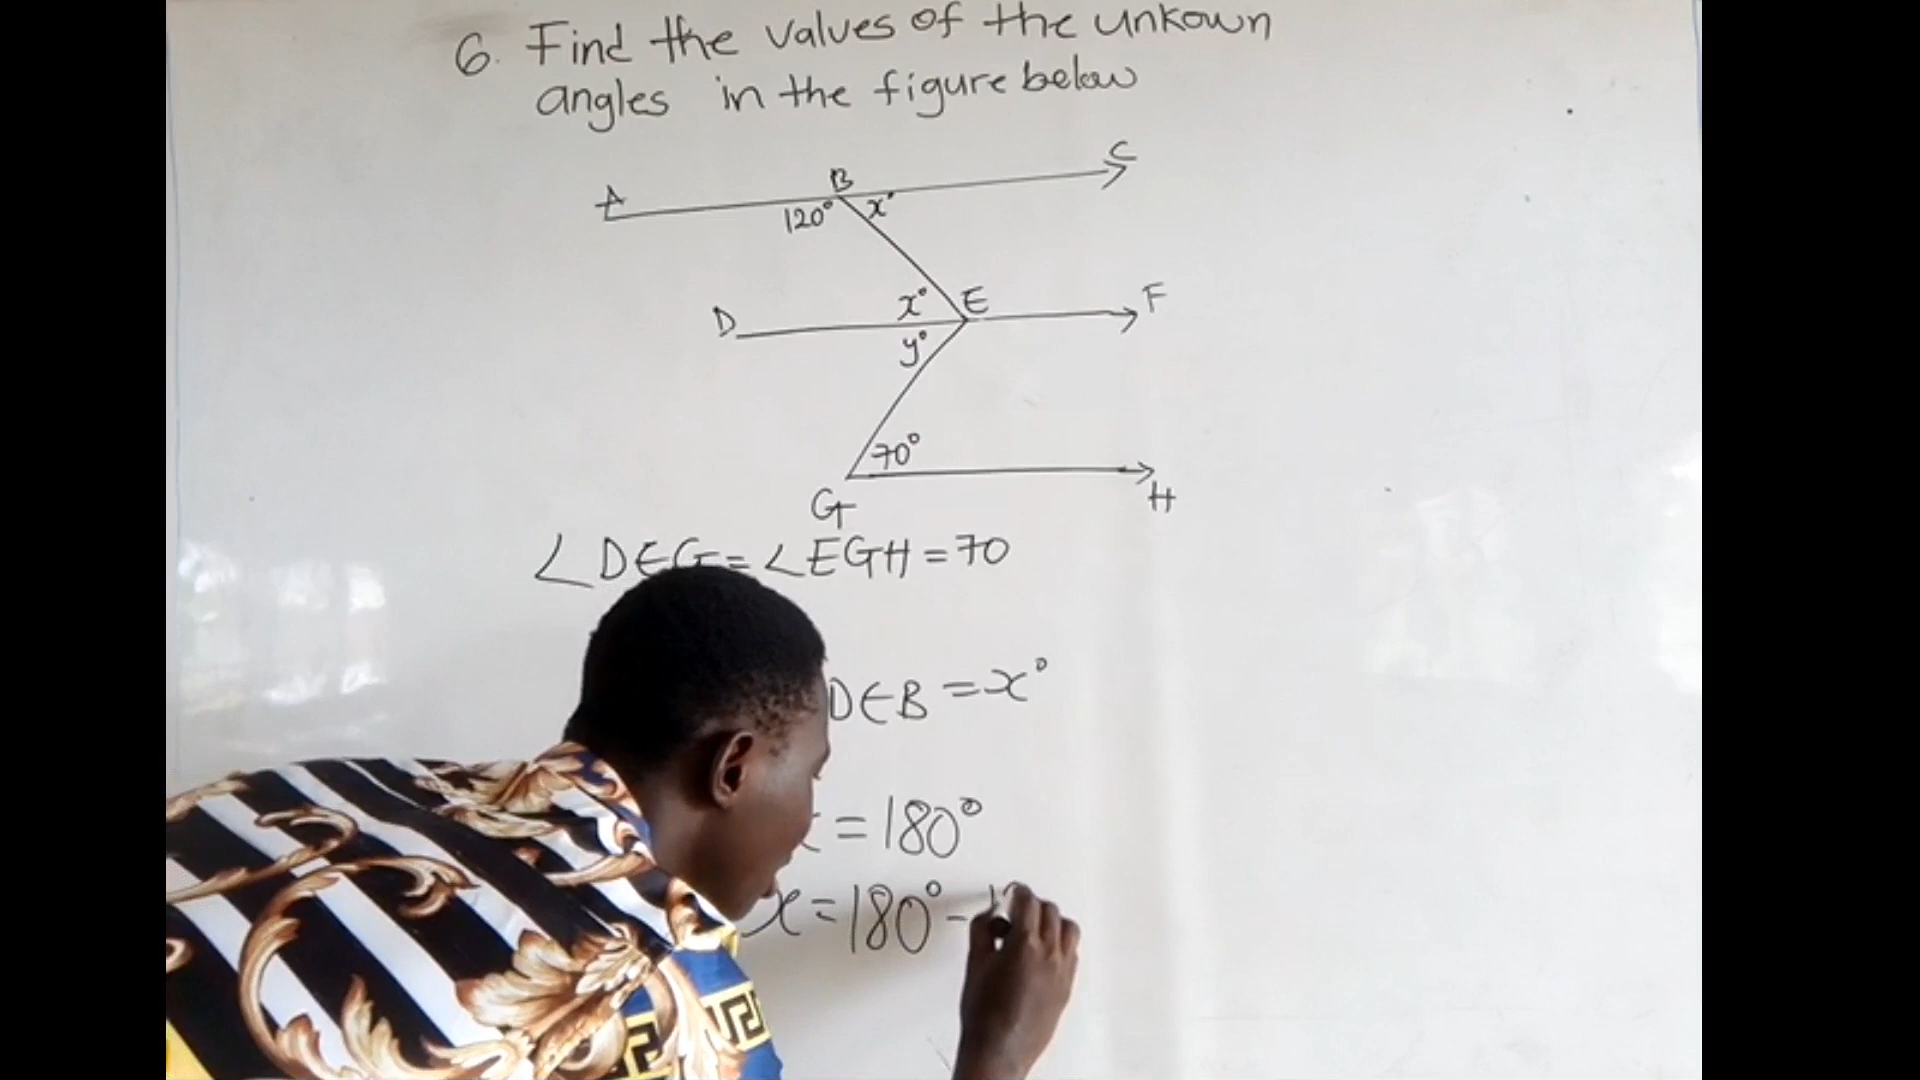 6. Find the values of the unkown
angles in the figure below
A B C
120° x°
D x° E F
y°
70°
G H
∠DEG = ∠EGH = 70
DEB = x°
x = 180°
x = 180° -